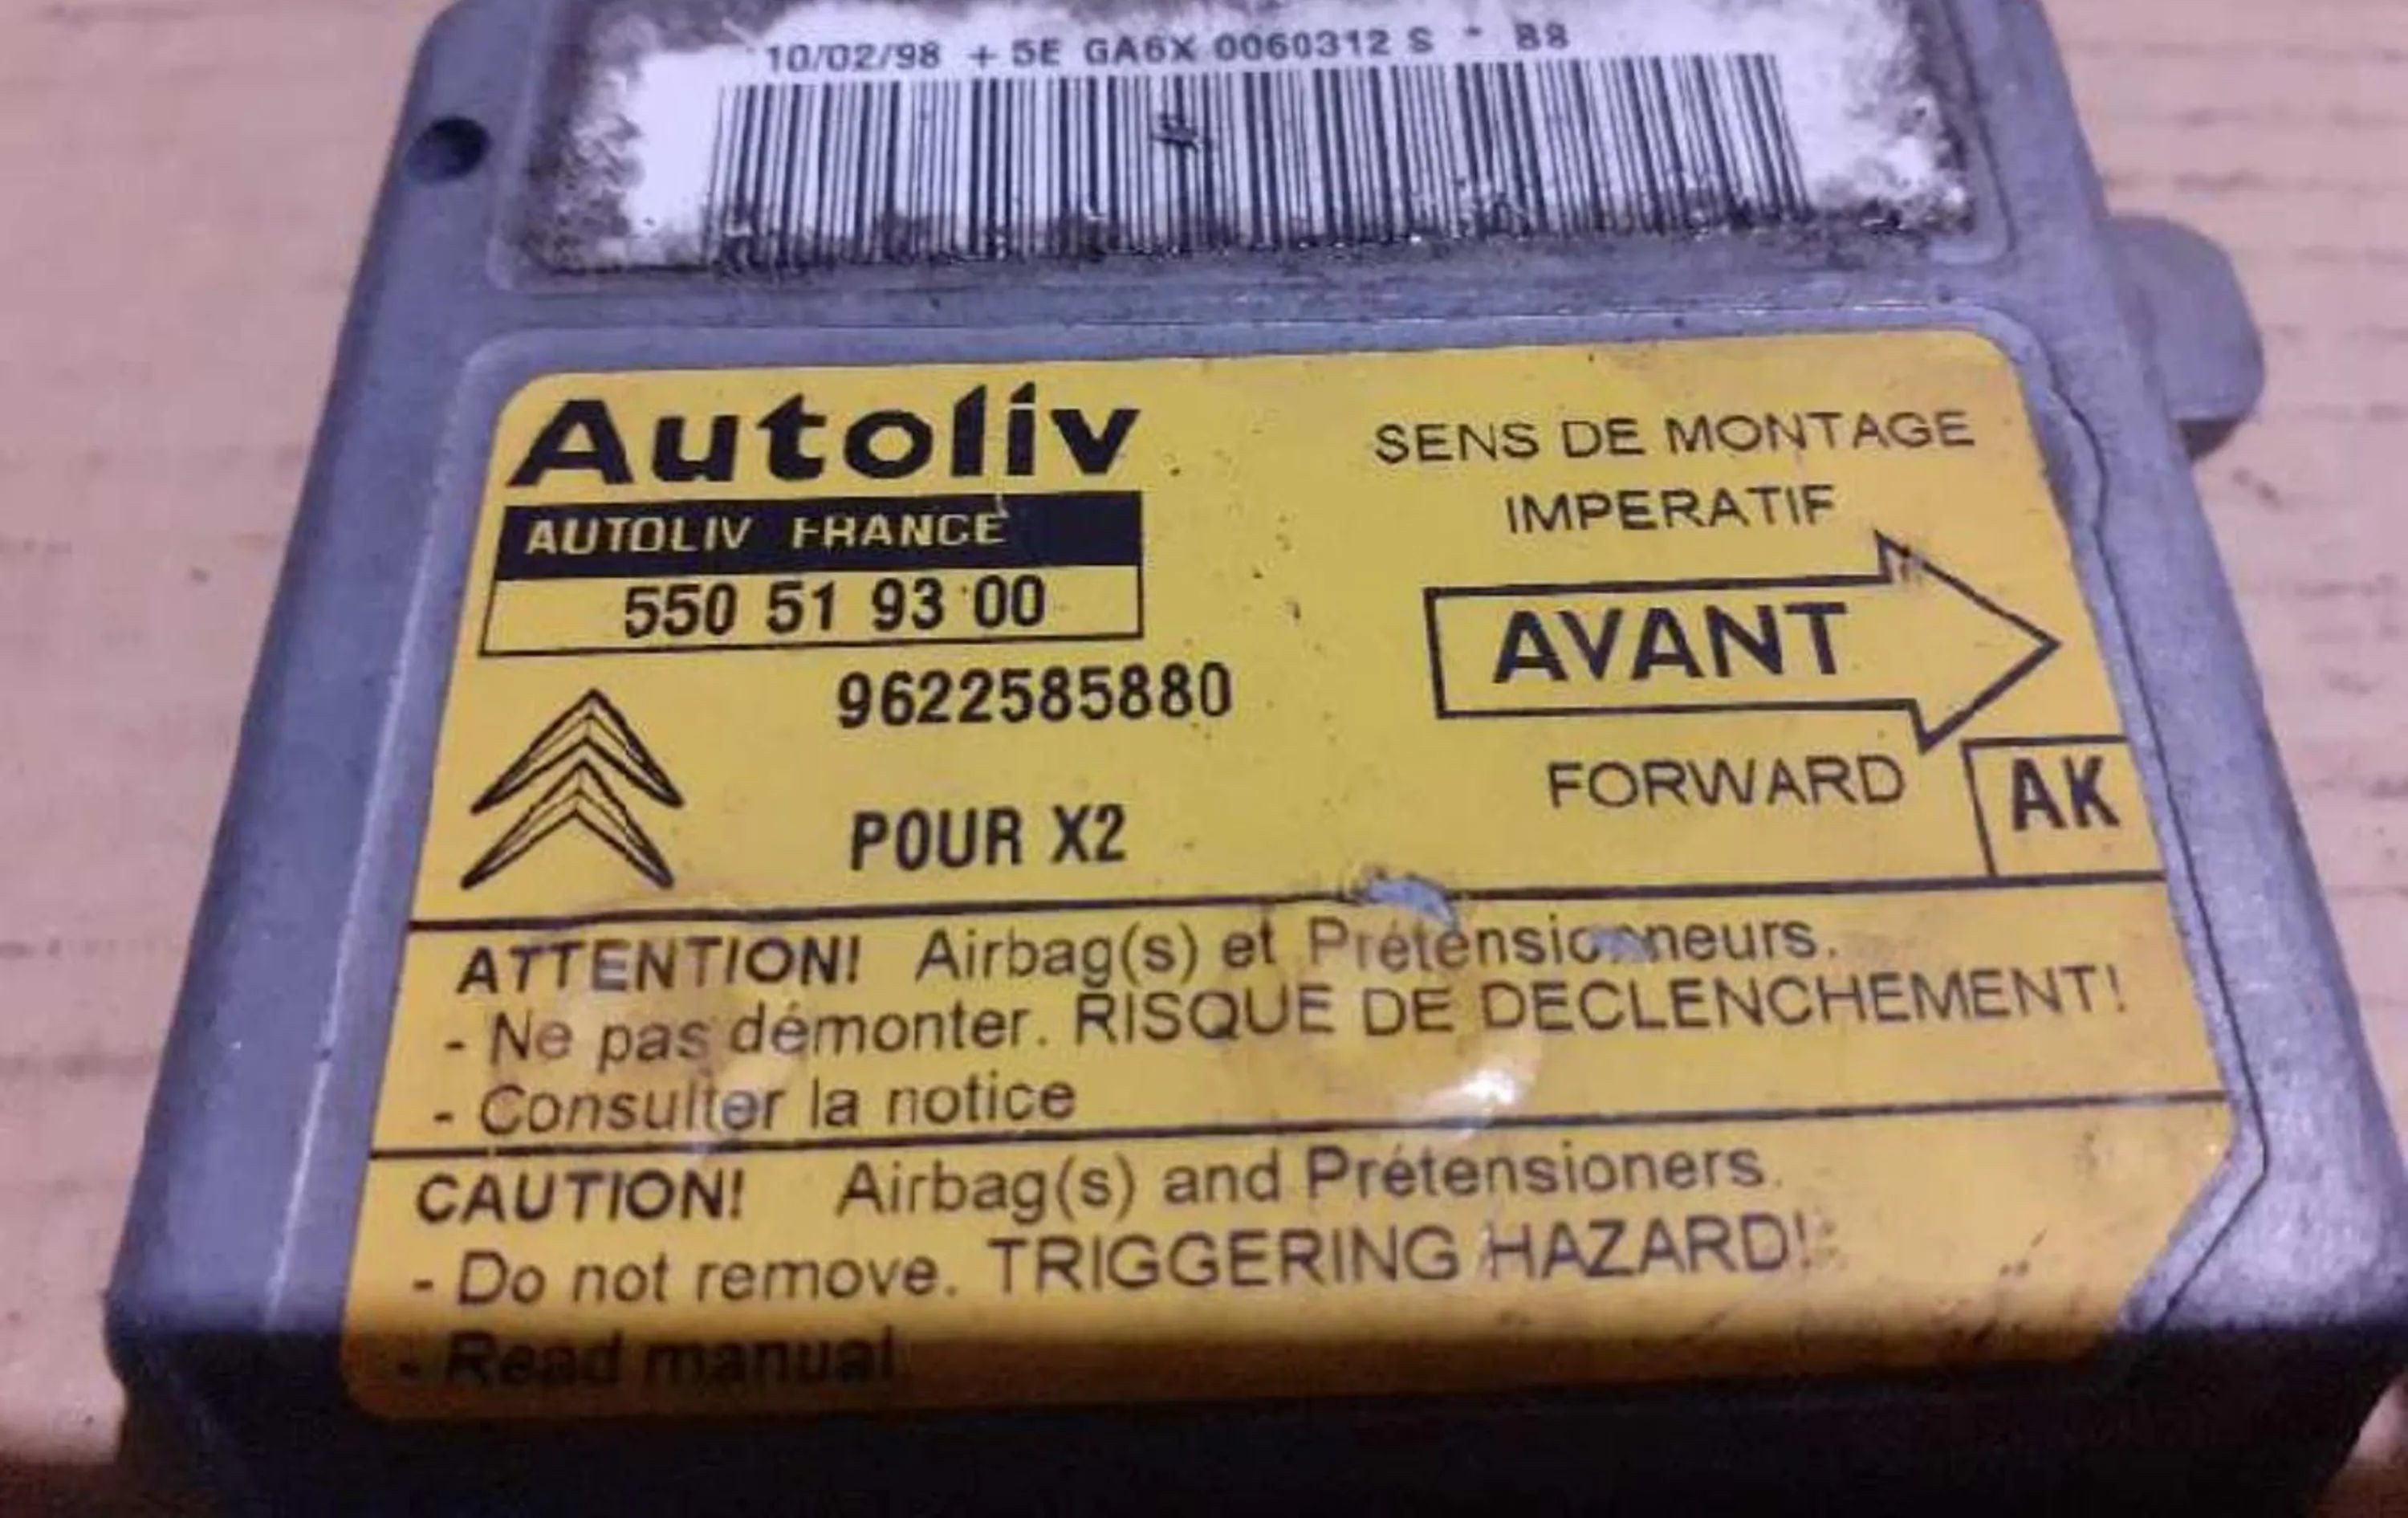 10/02/98 + 5E GA6X 0060312 S * B8
Autoliv
AUTOLIV FRANCE
550 51 93 00
9622585880
POUR X2
SENS DE MONTAGE
IMPERATIF
AVANT
FORWARD
AK
ATTENTION! Airbag(s) et Prétensionneurs.
- Ne pas démonter. RISQUE DE DECLENCHEMENT!
- Consulter la notice
CAUTION! Airbag(s) and Prétensioners.
- Do not remove. TRIGGERING HAZARD!
- Read manual